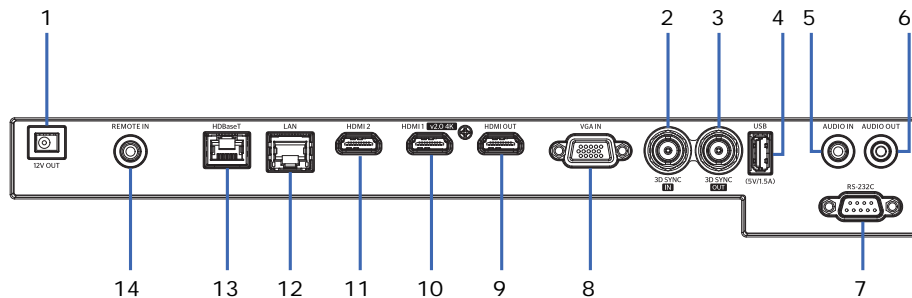 1 2 3 4 5 6
REMOTE IN HDBaseT LAN HDMI 2 HDMI 1 v2.0 4K HDMI OUT VGA IN USB AUDIO IN AUDIO OUT
12V OUT 3D SYNC IN 3D SYNC OUT (5V/1.5A)
RS-232C
14 13 12 11 10 9 8 7